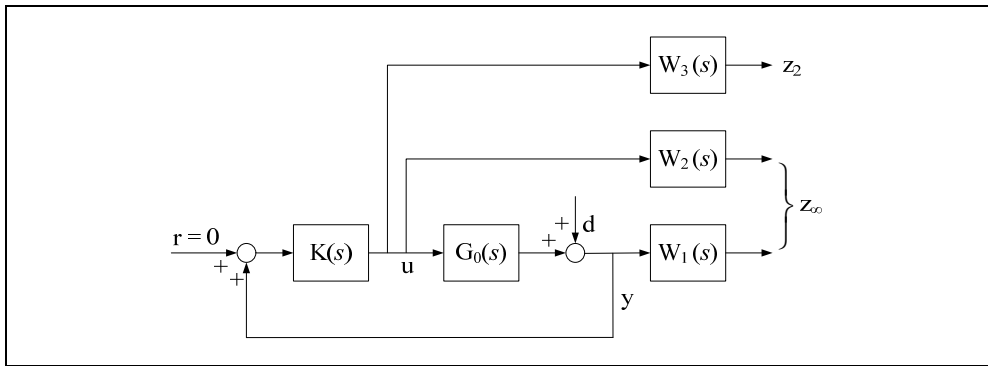 W₃(s)
z₂
W₂(s)
z∞
+
d
r = 0
+
K(s)
G₀(s)
W₁(s)
+
+
u
y